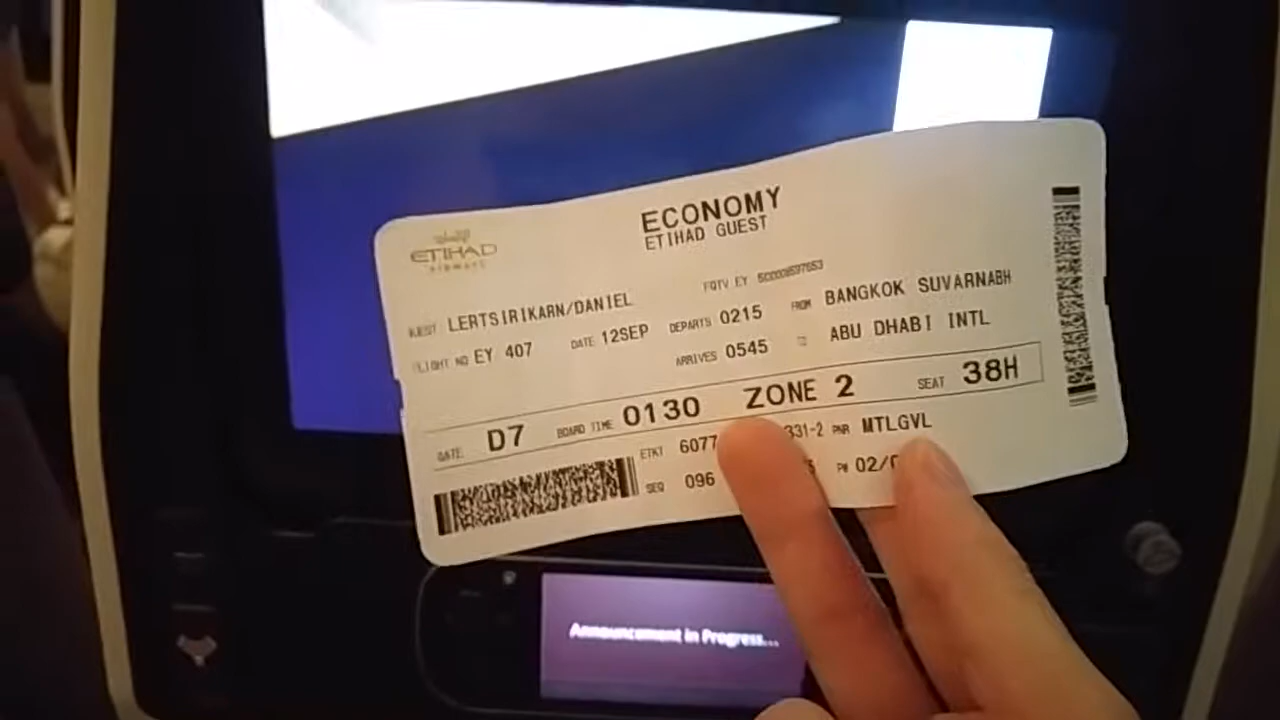 ECONOMY
ETIHAD GUEST
ETIHAD
AIRWAYS
FQTV EY
LERTSIRIKARN/DANIEL
FLIGHT NO EY 407 DATE 12SEP DEPARTS 0215 FROM BANGKOK SUVARNABH
ARRIVES 0545 TO ABU DHABI INTL
GATE D7 BOARD TIME 0130 ZONE 2 SEAT 38H
ETKT 6077 331-2 PNR MTLGVL
SEQ 096 02/
Announcement in Progress...